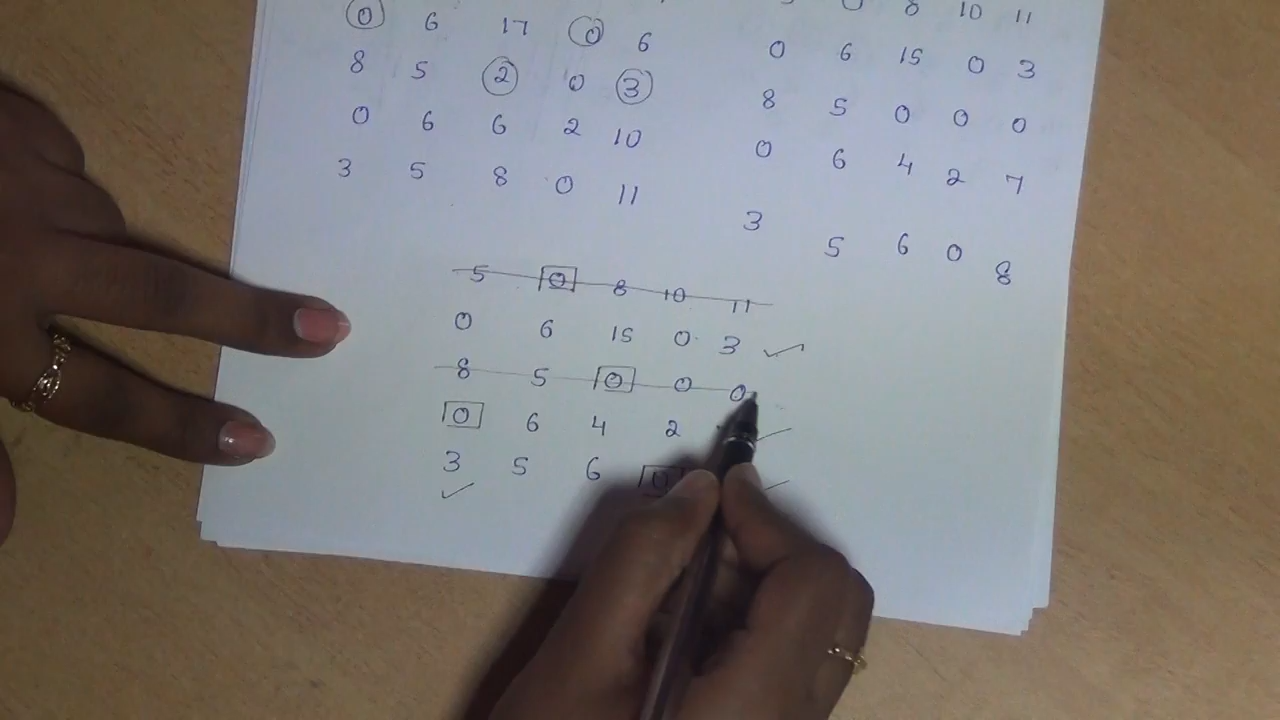 0 6 17 0 6
8 5 2 0 3
0 6 6 2 10
3 5 8 0 11
8 10 11
0 6 15 0 3
8 5 0 0 0
0 6 4 2 7
3 5 6 0 8
5 0 8 10 11
0 6 15 0 3 ✓
8 5 0 0 0
0 6 4 2 ✓
3 5 6 0 ✓
✓